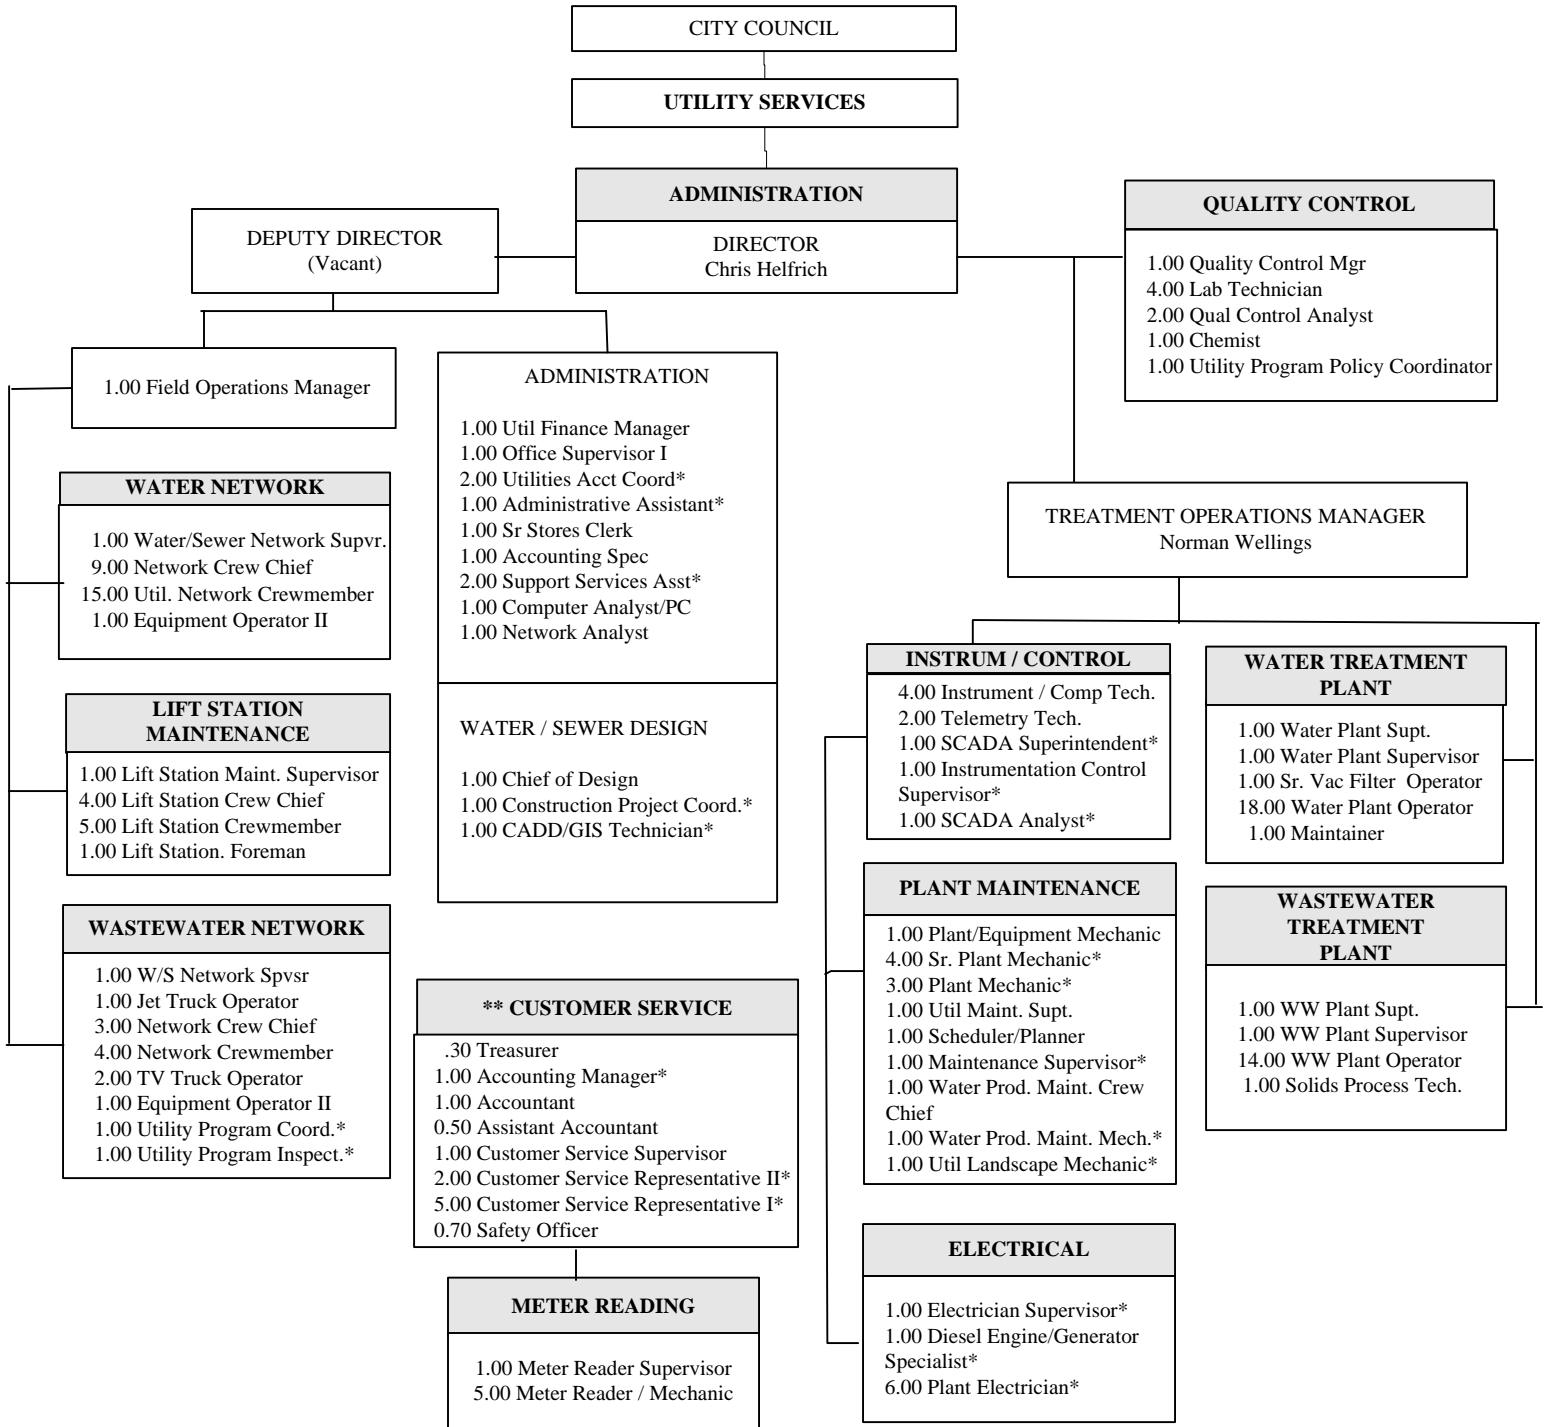 CITY COUNCIL
UTILITY SERVICES
ADMINISTRATION
DIRECTOR
Chris Helfrich
DEPUTY DIRECTOR
(Vacant)
QUALITY CONTROL
1.00 Quality Control Mgr
4.00 Lab Technician
2.00 Qual Control Analyst
1.00 Chemist
1.00 Utility Program Policy Coordinator
1.00 Field Operations Manager
ADMINISTRATION
1.00 Util Finance Manager
1.00 Office Supervisor I
2.00 Utilities Acct Coord*
1.00 Administrative Assistant*
1.00 Sr Stores Clerk
1.00 Accounting Spec
2.00 Support Services Asst*
1.00 Computer Analyst/PC
1.00 Network Analyst
WATER / SEWER DESIGN
1.00 Chief of Design
1.00 Construction Project Coord.*
1.00 CADD/GIS Technician*
WATER NETWORK
1.00 Water/Sewer Network Supvr.
9.00 Network Crew Chief
15.00 Util. Network Crewmember
1.00 Equipment Operator II
LIFT STATION
MAINTENANCE
1.00 Lift Station Maint. Supervisor
4.00 Lift Station Crew Chief
5.00 Lift Station Crewmember
1.00 Lift Station. Foreman
WASTEWATER NETWORK
1.00 W/S Network Spvsr
1.00 Jet Truck Operator
3.00 Network Crew Chief
4.00 Network Crewmember
2.00 TV Truck Operator
1.00 Equipment Operator II
1.00 Utility Program Coord.*
1.00 Utility Program Inspect.*
** CUSTOMER SERVICE
.30 Treasurer
1.00 Accounting Manager*
1.00 Accountant
0.50 Assistant Accountant
1.00 Customer Service Supervisor
2.00 Customer Service Representative II*
5.00 Customer Service Representative I*
0.70 Safety Officer
METER READING
1.00 Meter Reader Supervisor
5.00 Meter Reader / Mechanic
TREATMENT OPERATIONS MANAGER
Norman Wellings
INSTRUM / CONTROL
4.00 Instrument / Comp Tech.
2.00 Telemetry Tech.
1.00 SCADA Superintendent*
1.00 Instrumentation Control
Supervisor*
1.00 SCADA Analyst*
PLANT MAINTENANCE
1.00 Plant/Equipment Mechanic
4.00 Sr. Plant Mechanic*
3.00 Plant Mechanic*
1.00 Util Maint. Supt.
1.00 Scheduler/Planner
1.00 Maintenance Supervisor*
1.00 Water Prod. Maint. Crew
Chief
1.00 Water Prod. Maint. Mech.*
1.00 Util Landscape Mechanic*
ELECTRICAL
1.00 Electrician Supervisor*
1.00 Diesel Engine/Generator
Specialist*
6.00 Plant Electrician*
WATER TREATMENT
PLANT
1.00 Water Plant Supt.
1.00 Water Plant Supervisor
1.00 Sr. Vac Filter Operator
18.00 Water Plant Operator
1.00 Maintainer
WASTEWATER
TREATMENT
PLANT
1.00 WW Plant Supt.
1.00 WW Plant Supervisor
14.00 WW Plant Operator
1.00 Solids Process Tech.